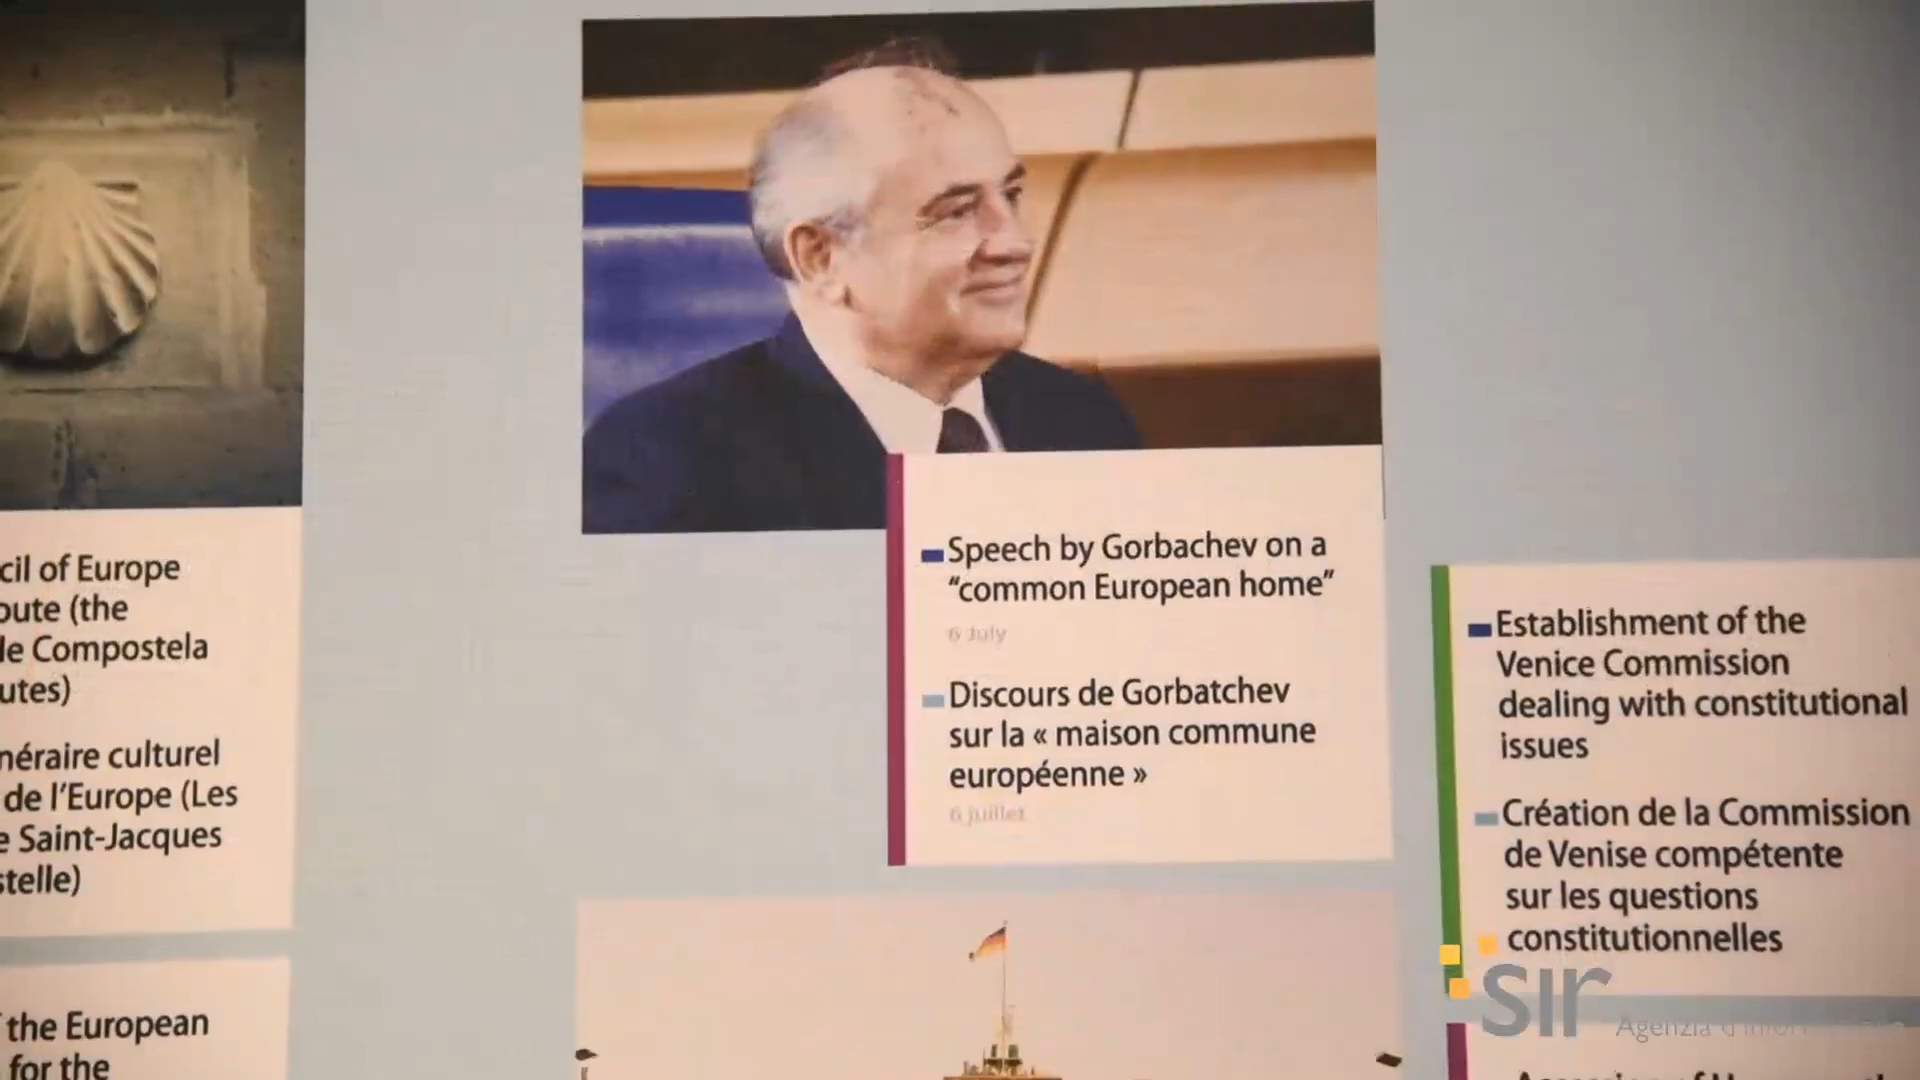 cil of Europe
oute (the
de Compostela
utes)
néraire culturel
de l'Europe (Les
e Saint-Jacques
stelle)
the European
for the
Speech by Gorbachev on a
“common European home”
6 July
Discours de Gorbatchev
sur la « maison commune
européenne »
6 juillet
Establishment of the
Venice Commission
dealing with constitutional
issues
Création de la Commission
de Venise compétente
sur les questions
constitutionnelles
sir
Agenzia d'